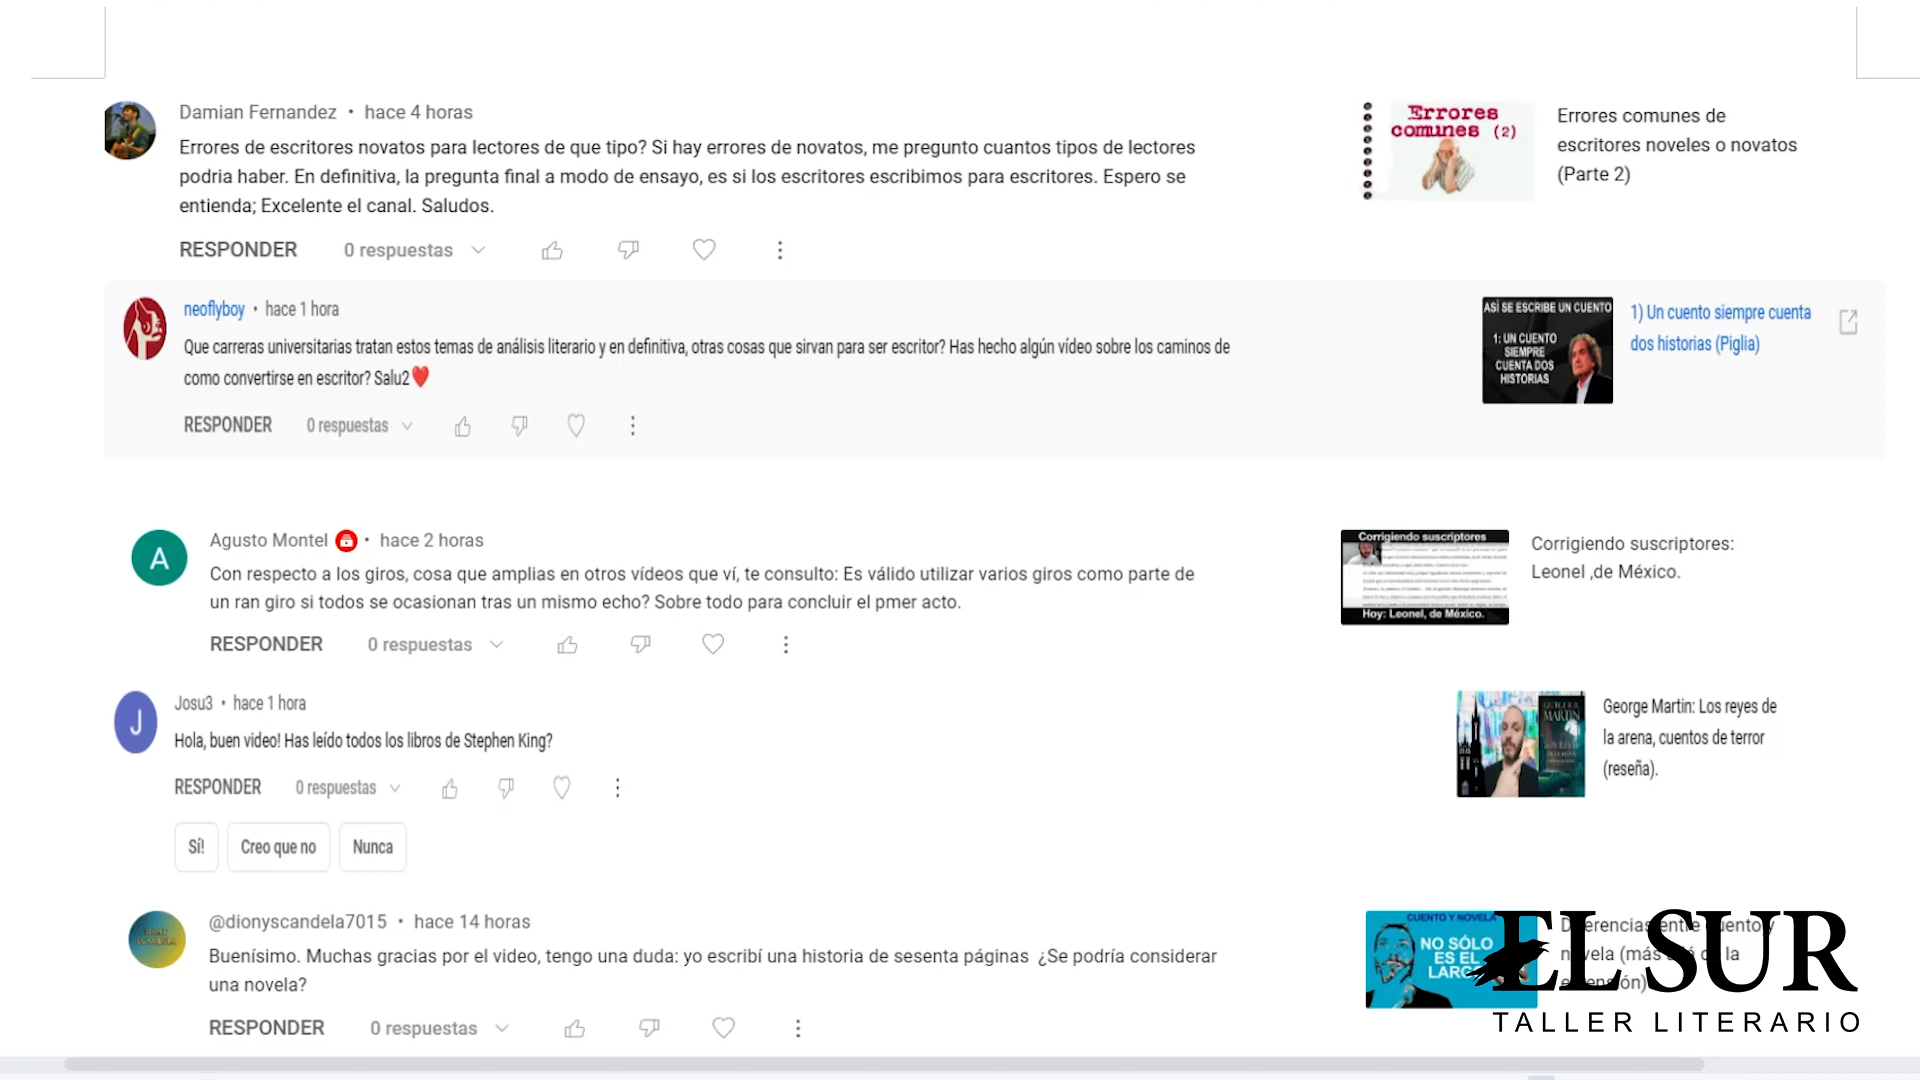 Damian Fernandez • hace 4 horas
Errores de escritores novatos para lectores de que tipo? Si hay errores de novatos, me pregunto cuantos tipos de lectores
podria haber. En definitiva, la pregunta final a modo de ensayo, es si los escritores escribimos para escritores. Espero se
entienda; Excelente el canal. Saludos.
RESPONDER 0 respuestas
Errores
comunes (2)
Errores comunes de
escritores noveles o novatos
(Parte 2)
neoflyboy • hace 1 hora
Que carreras universitarias tratan estos temas de análisis literario y en definitiva, otras cosas que sirvan para ser escritor? Has hecho algún vídeo sobre los caminos de
como convertirse en escritor? Salu2❤️
RESPONDER 0 respuestas
ASÍ SE ESCRIBE UN CUENTO
1: UN CUENTO
SIEMPRE
CUENTA DOS
HISTORIAS
1) Un cuento siempre cuenta
dos historias (Piglia)
Agusto Montel • hace 2 horas
Con respecto a los giros, cosa que amplias en otros vídeos que ví, te consulto: Es válido utilizar varios giros como parte de
un ran giro si todos se ocasionan tras un mismo echo? Sobre todo para concluir el pmer acto.
RESPONDER 0 respuestas
Corrigiendo suscriptores
Hoy: Leonel, de México.
Corrigiendo suscriptores:
Leonel ,de México.
Josu3 • hace 1 hora
Hola, buen video! Has leído todos los libros de Stephen King?
RESPONDER 0 respuestas
Sí! Creo que no Nunca
MARTIN
George Martin: Los reyes de
la arena, cuentos de terror
(reseña).
@dionyscandela7015 • hace 14 horas
Buenísimo. Muchas gracias por el video, tengo una duda: yo escribí una historia de sesenta páginas ¿Se podría considerar
una novela?
RESPONDER 0 respuestas
CUENTO Y NOVELA
NO SÓLO
ES EL
entre
(más la
EL SUR
TALLER LITERARIO
A
J